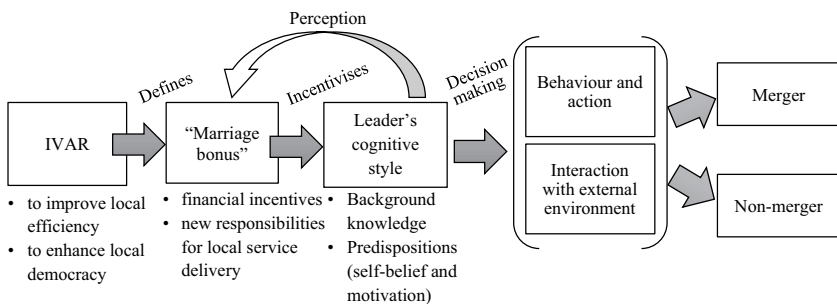 Perception
Defines
Incentivises
Decision
making
IVAR
“Marriage
bonus”
Leader’s
cognitive
style
Behaviour and
action
Interaction
with external
environment
Merger
Non-merger
• to improve local
efficiency
• to enhance local
democracy
• financial incentives
• new responsibilities
for local service
delivery
• Background
knowledge
• Predispositions
(self-belief and
motivation)